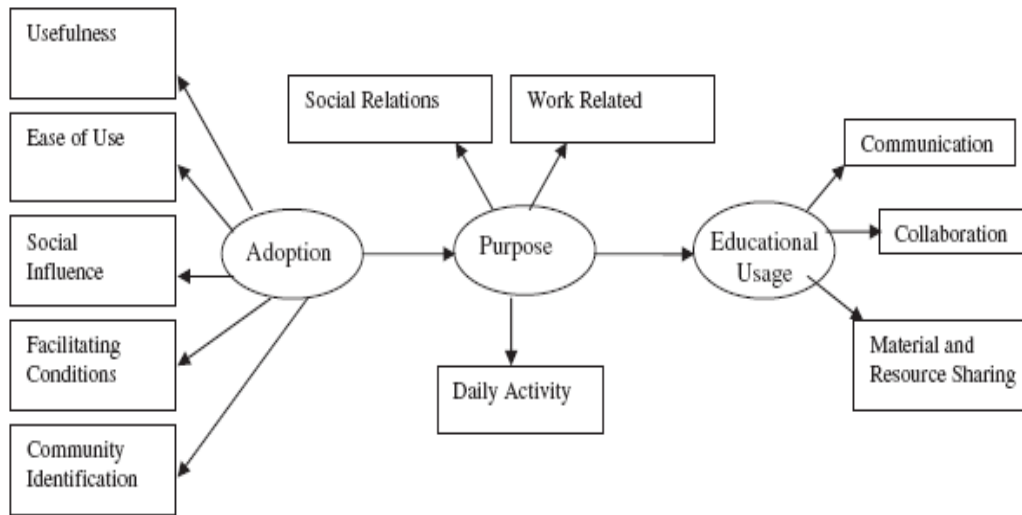 Usefulness
Ease of Use
Social
Influence
Facilitating
Conditions
Community
Identification
Adoption
Social Relations
Work Related
Purpose
Daily Activity
Educational
Usage
Communication
Collaboration
Material and
Resource Sharing